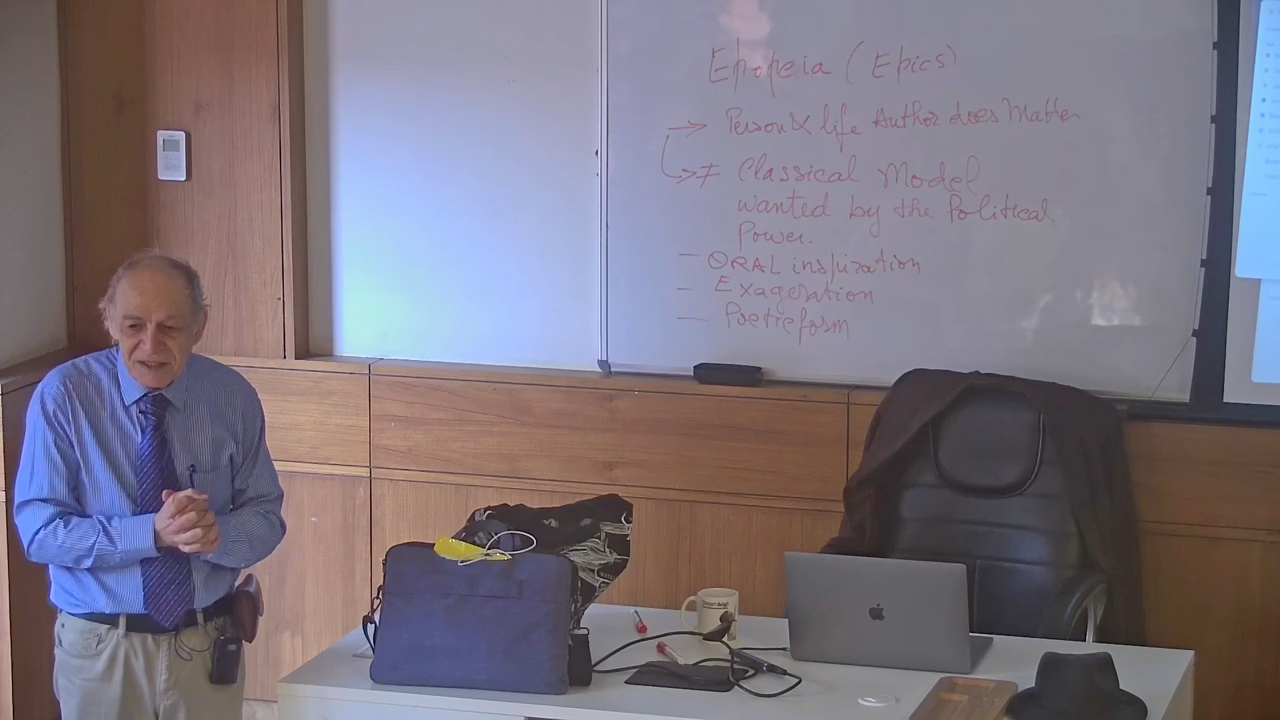 Epopeia (Epics)
→ Person & life Author does Matter
→ ≠ Classical Model
wanted by the Political
Power.
— ORAL inspiration
— Exageration
— Poetic form